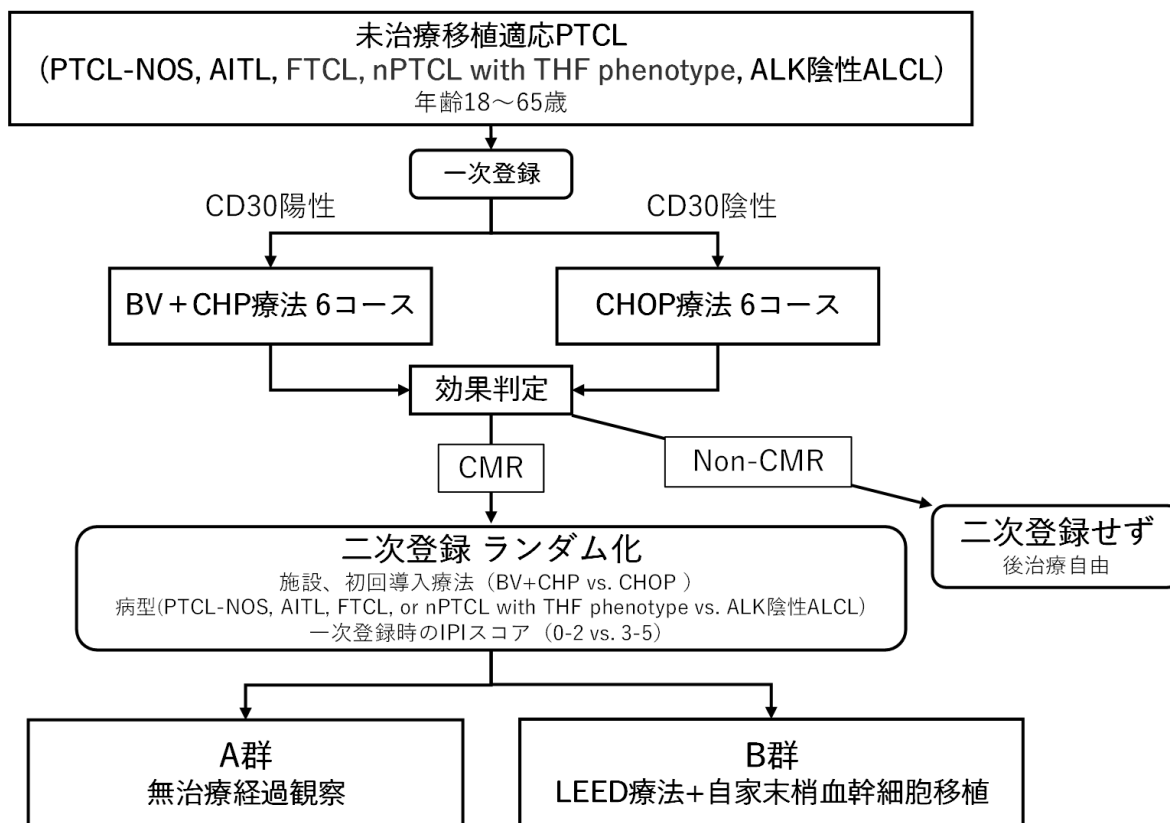 未治療移植適応PTCL
(PTCL-NOS, AITL, FTCL, nPTCL with THF phenotype, ALK陰性ALCL)
年齢18～65歳
一次登録
CD30陽性
CD30陰性
BV＋CHP療法 6コース
CHOP療法 6コース
効果判定
CMR
Non-CMR
二次登録せず
後治療自由
二次登録 ランダム化
施設、初回導入療法（BV+CHP vs. CHOP ）
病型(PTCL-NOS, AITL, FTCL, or nPTCL with THF phenotype vs. ALK陰性ALCL)
一次登録時のIPIスコア（0-2 vs. 3-5）
A群
無治療経過観察
B群
LEED療法+自家末梢血幹細胞移植